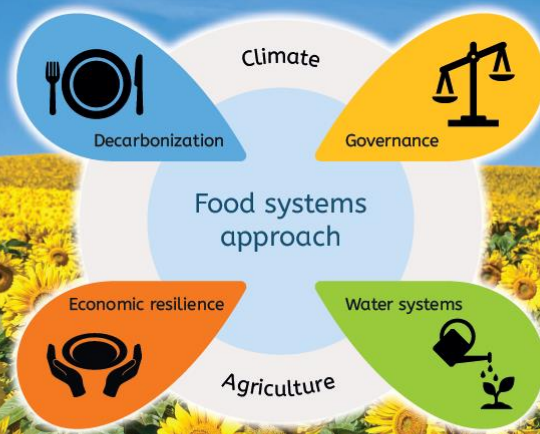 Climate
Decarbonization
Governance
Food systems
approach
Economic resilience
Water systems
Agriculture